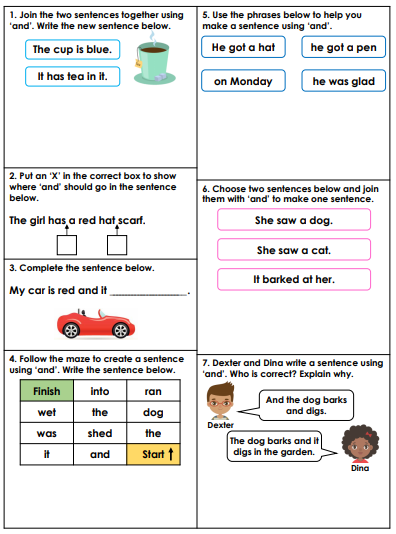 1. Join the two sentences together using
‘and’. Write the new sentence below.
The cup is blue.
It has tea in it.
2. Put an ‘X’ in the correct box to show
where ‘and’ should go in the sentence
below.
The girl has a red hat scarf.
3. Complete the sentence below.
My car is red and it ________________.
4. Follow the maze to create a sentence
using ‘and’. Write the sentence below.
Finish into ran
wet the dog
was shed the
it and Start
5. Use the phrases below to help you
make a sentence using ‘and’.
He got a hat he got a pen
on Monday he was glad
6. Choose two sentences below and join
them with ‘and’ to make one sentence.
She saw a dog.
She saw a cat.
It barked at her.
7. Dexter and Dina write a sentence using
‘and’. Who is correct? Explain why.
And the dog barks
and digs.
Dexter
The dog barks and it
digs in the garden.
Dina